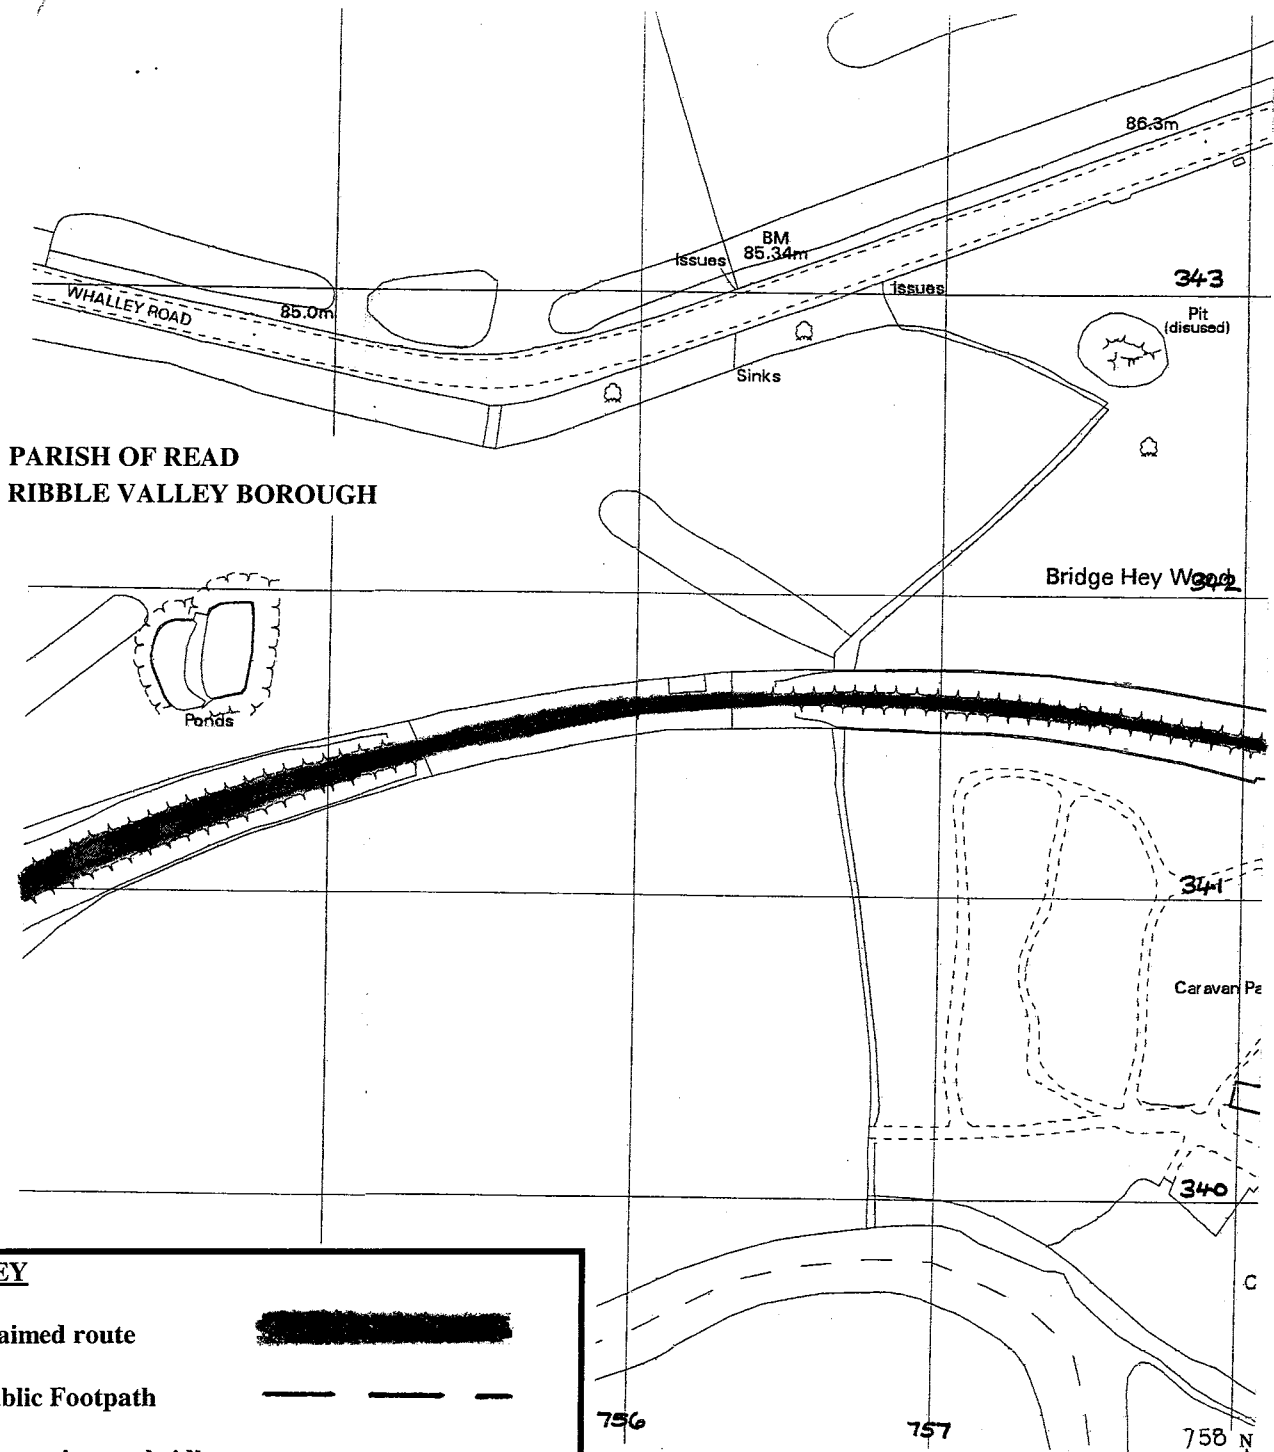 86.3m
BM
85.34m
Issues
343
Issues
WHALLEY ROAD
85.0m
Pit
(disused)
Sinks
PARISH OF READ
RIBBLE VALLEY BOROUGH
Bridge Hey Wood
342
Ponds
341
Caravan Pa
340
C
EY
aimed route
blic Footpath
756
757
758 N